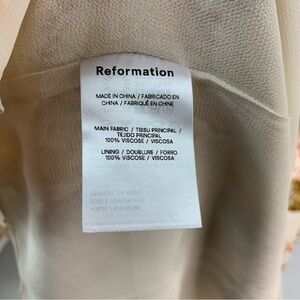 Reformation
MADE IN CHINA / FABRICADO EN
CHINA / FABRIQUÉ EN CHINE
MAIN FABRIC / TISSU PRINCIPAL /
TEJIDO PRINCIPAL
100% VISCOSE / VISCOSA
LINING / DOUBLURE / FORRO
100% VISCOSE / VISCOSA